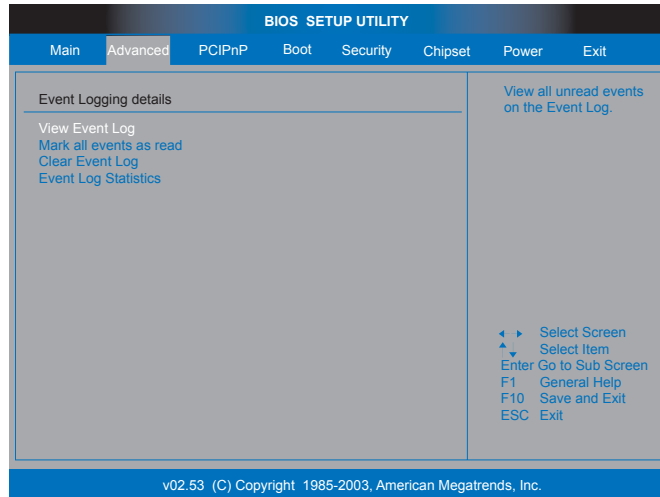 BIOS SETUP UTILITY
Main Advanced PCIPnP Boot Security Chipset Power Exit
Event Logging details
View Event Log
Mark all events as read
Clear Event Log
Event Log Statistics
View all unread events
on the Event Log.
Select Screen
Select Item
Enter Go to Sub Screen
F1 General Help
F10 Save and Exit
ESC Exit
v02.53 (C) Copyright 1985-2003, American Megatrends, Inc.